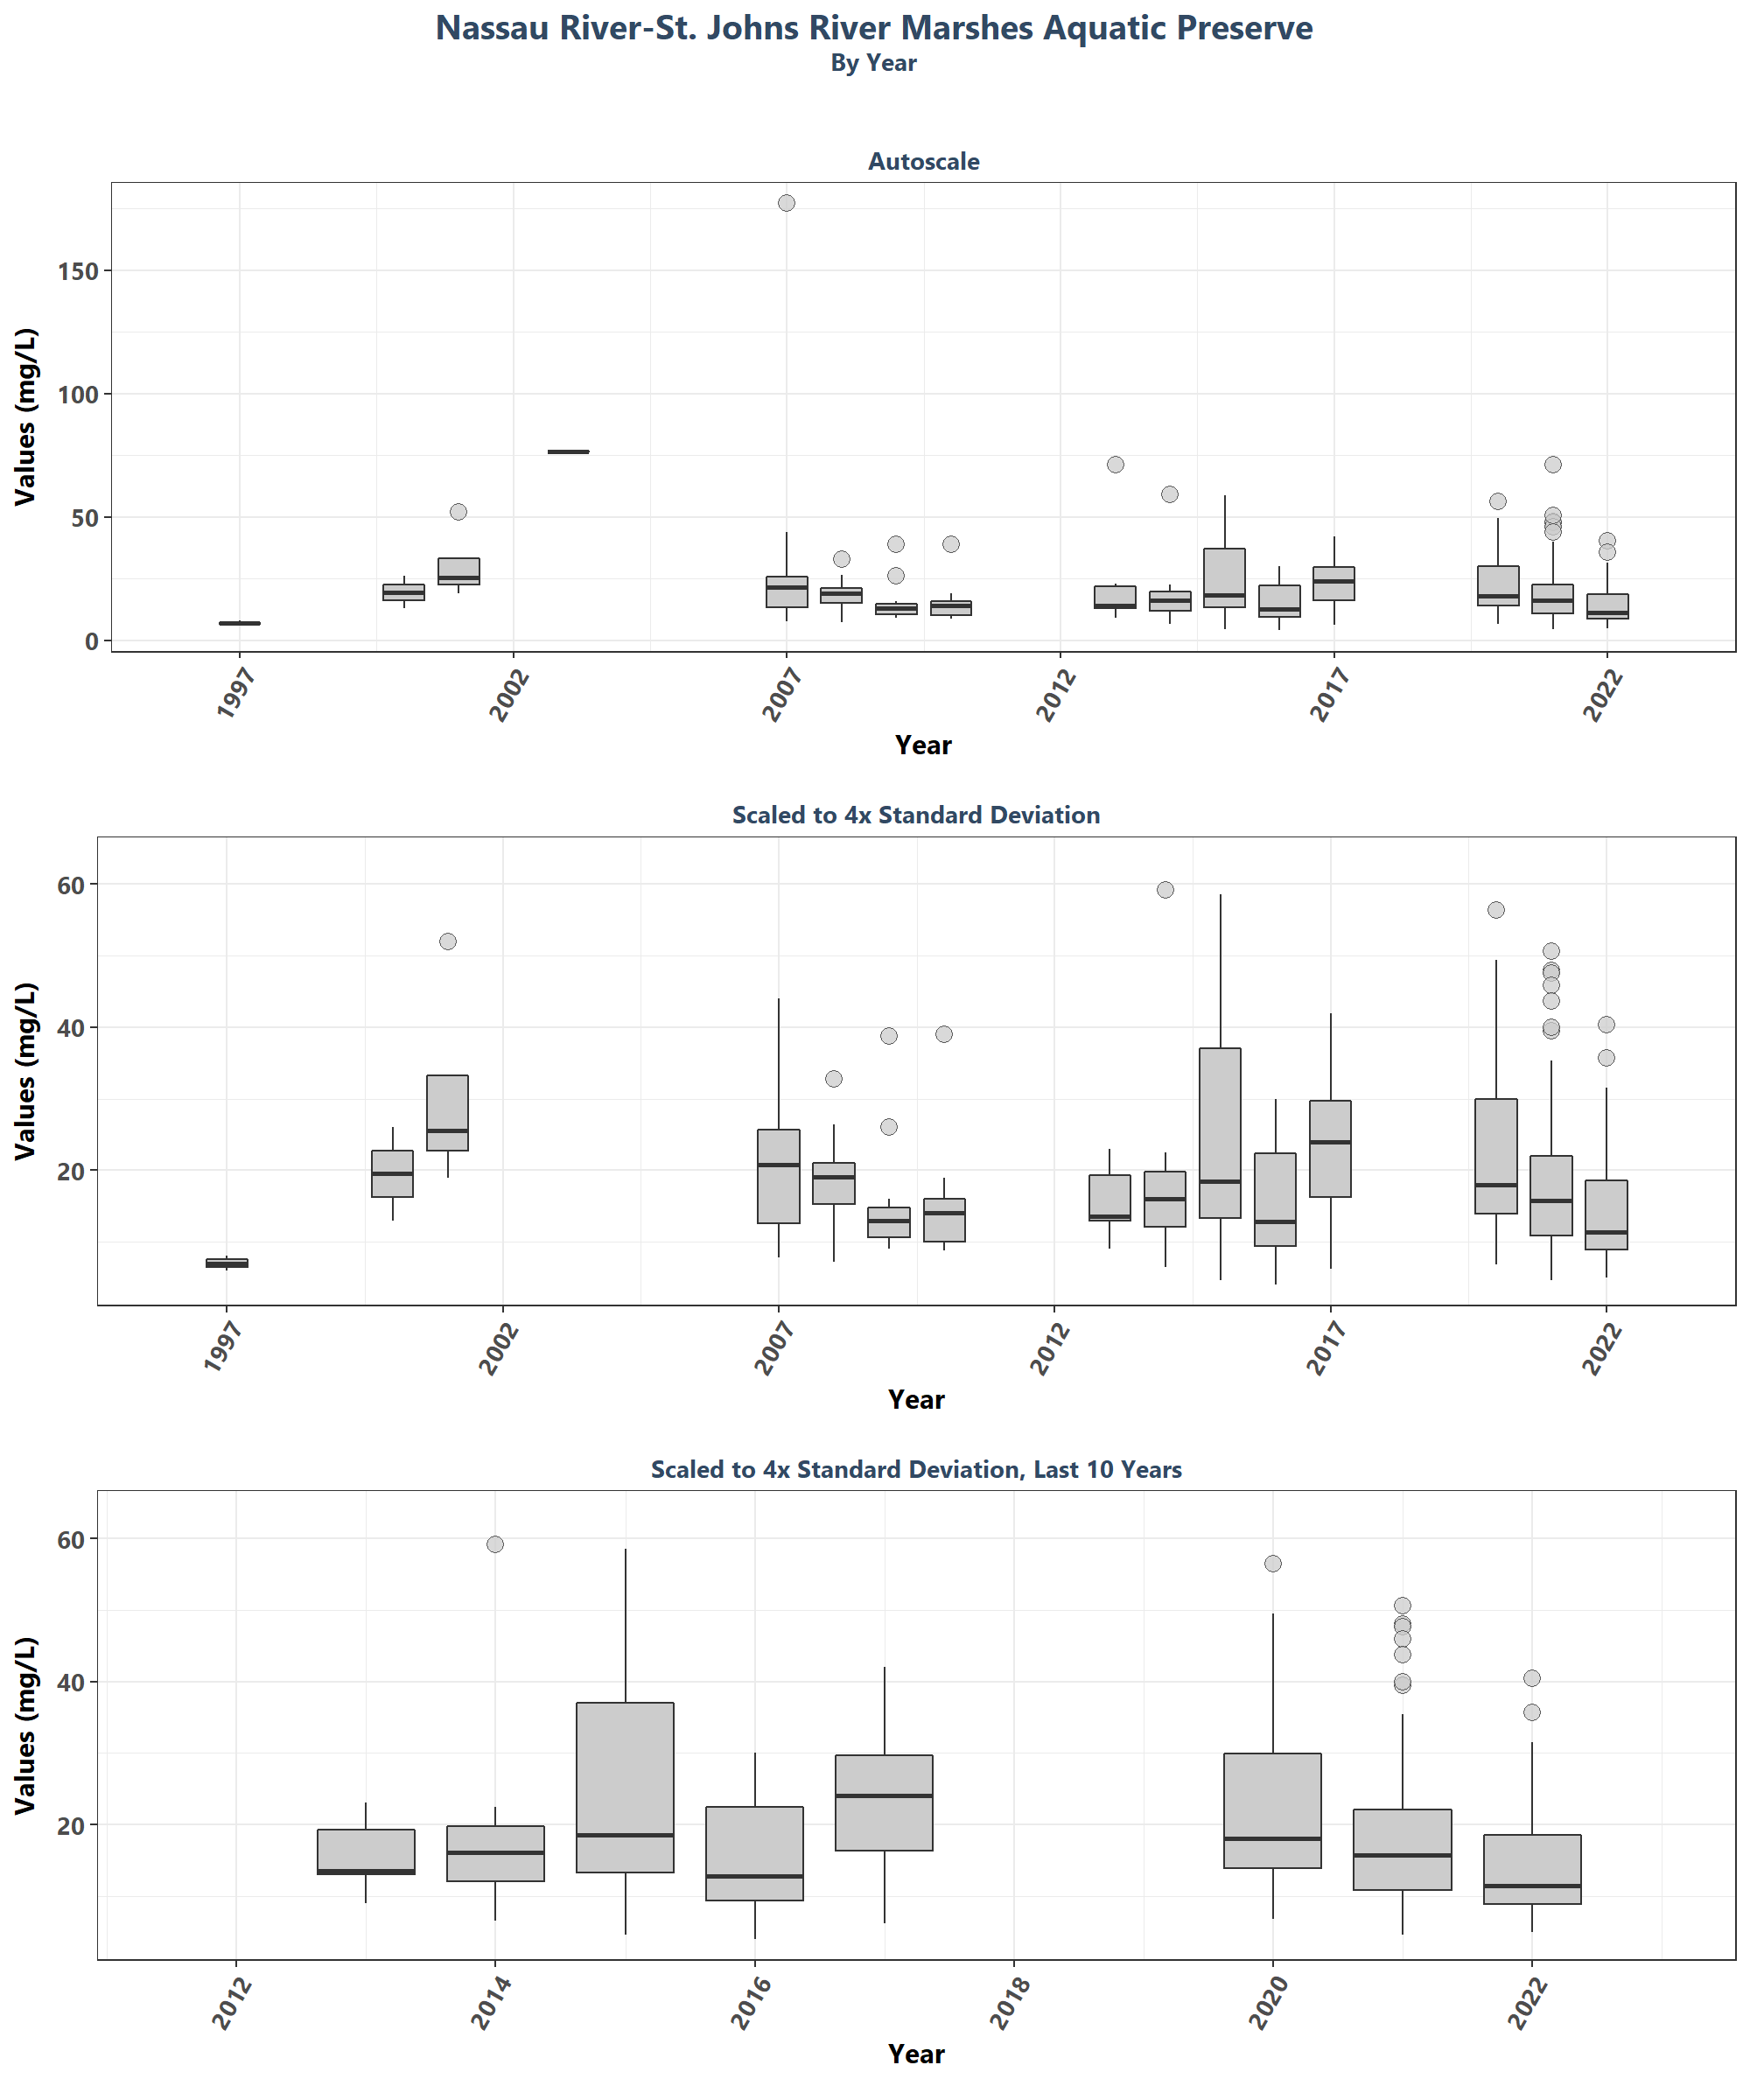 Nassau River-St. Johns River Marshes Aquatic Preserve
By Year
Autoscale
Values (mg/L)
150
100
50
0
1997
2002
2007
2012
2017
2022
Year
Scaled to 4x Standard Deviation
Values (mg/L)
60
40
20
1997
2002
2007
2012
2017
2022
Year
Scaled to 4x Standard Deviation, Last 10 Years
Values (mg/L)
60
40
20
2012
2014
2016
2018
2020
2022
Year